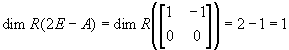 dim R(2E − A) = dim R([1 −1; 0 0]) = 2 − 1 = 1